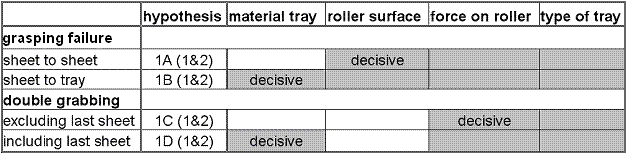 hypothesis material tray roller surface force on roller type of tray
grasping failure
sheet to sheet 1A (1&2) decisive
sheet to tray 1B (1&2) decisive
double grabbing
excluding last sheet 1C (1&2) decisive
including last sheet 1D (1&2) decisive